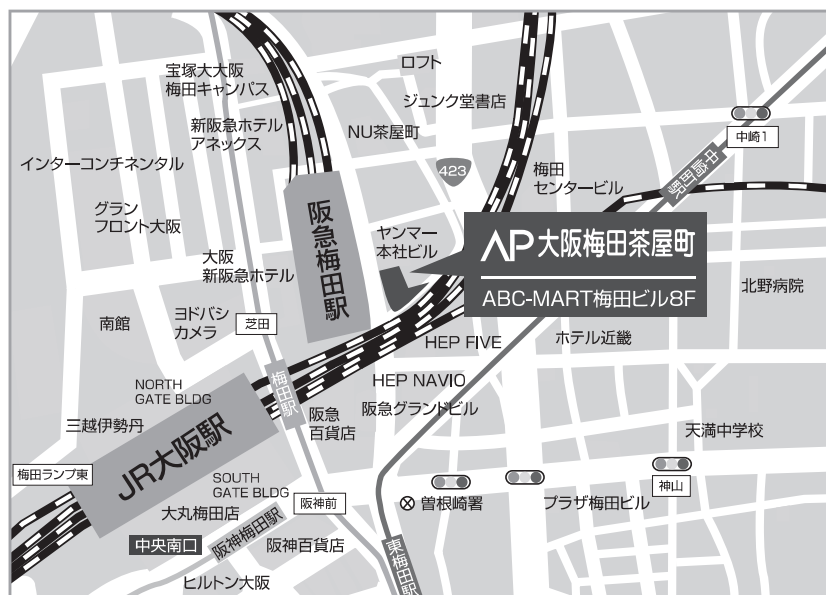 宝塚大大阪
梅田キャンパス
ロフト
ジュンク堂書店
新阪急ホテル
アネックス
NU茶屋町
中崎1
インターコンチネンタル
423
梅田
センタービル
中崎町駅
グラン
フロント大阪
阪急梅田駅
ヤンマー
本社ビル
AP大阪梅田茶屋町
ABC-MART梅田ビル8F
大阪
新阪急ホテル
北野病院
南館
ヨドバシ
カメラ
芝田
HEP FIVE
ホテル近畿
NORTH
GATE BLDG
梅田駅
HEP NAVIO
阪急グランドビル
三越伊勢丹
JR大阪駅
阪急
百貨店
天満中学校
梅田ランプ東
SOUTH
GATE BLDG
阪神前
曽根崎署
プラザ梅田ビル
神山
大丸梅田店
中央南口
阪神梅田駅
阪神百貨店
東梅田駅
ヒルトン大阪